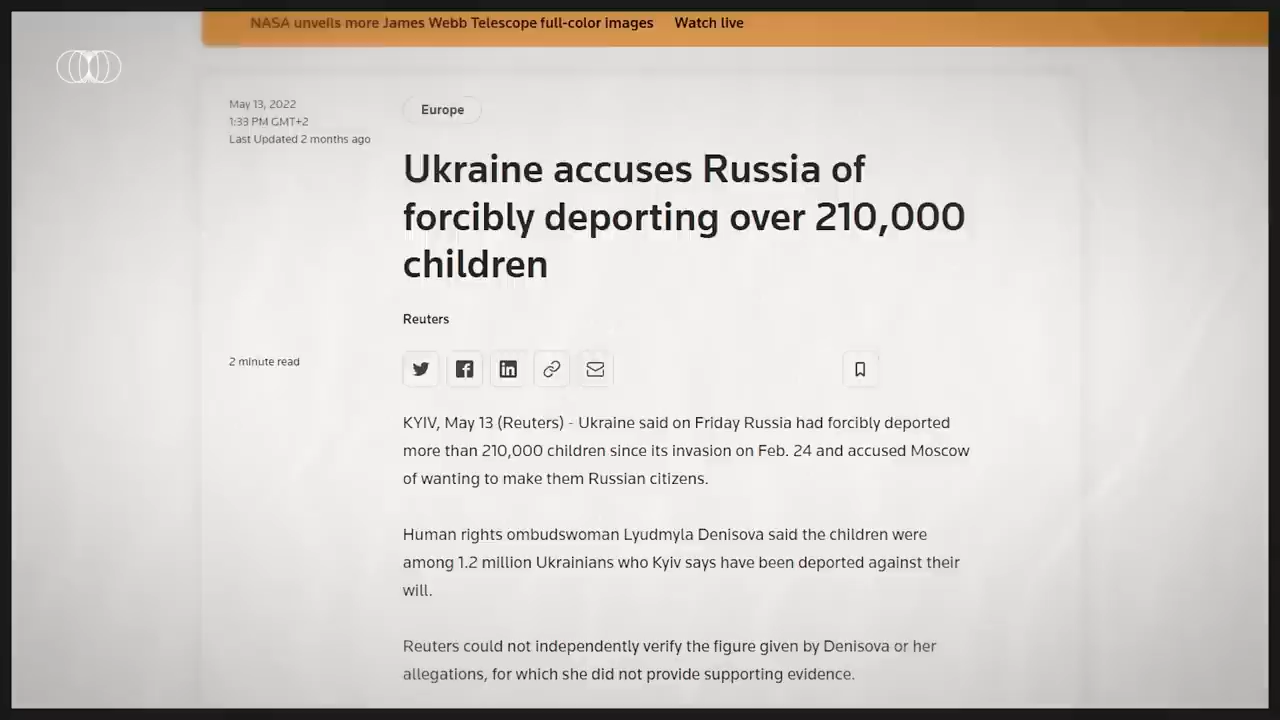 NASA unveils more James Webb Telescope full-color images Watch live
May 13, 2022
1:33 PM GMT+2
Last Updated 2 months ago
Europe
Ukraine accuses Russia of
forcibly deporting over 210,000
children
Reuters
2 minute read
KYIV, May 13 (Reuters) - Ukraine said on Friday Russia had forcibly deported
more than 210,000 children since its invasion on Feb. 24 and accused Moscow
of wanting to make them Russian citizens.
Human rights ombudswoman Lyudmyla Denisova said the children were
among 1.2 million Ukrainians who Kyiv says have been deported against their
will.
Reuters could not independently verify the figure given by Denisova or her
allegations, for which she did not provide supporting evidence.